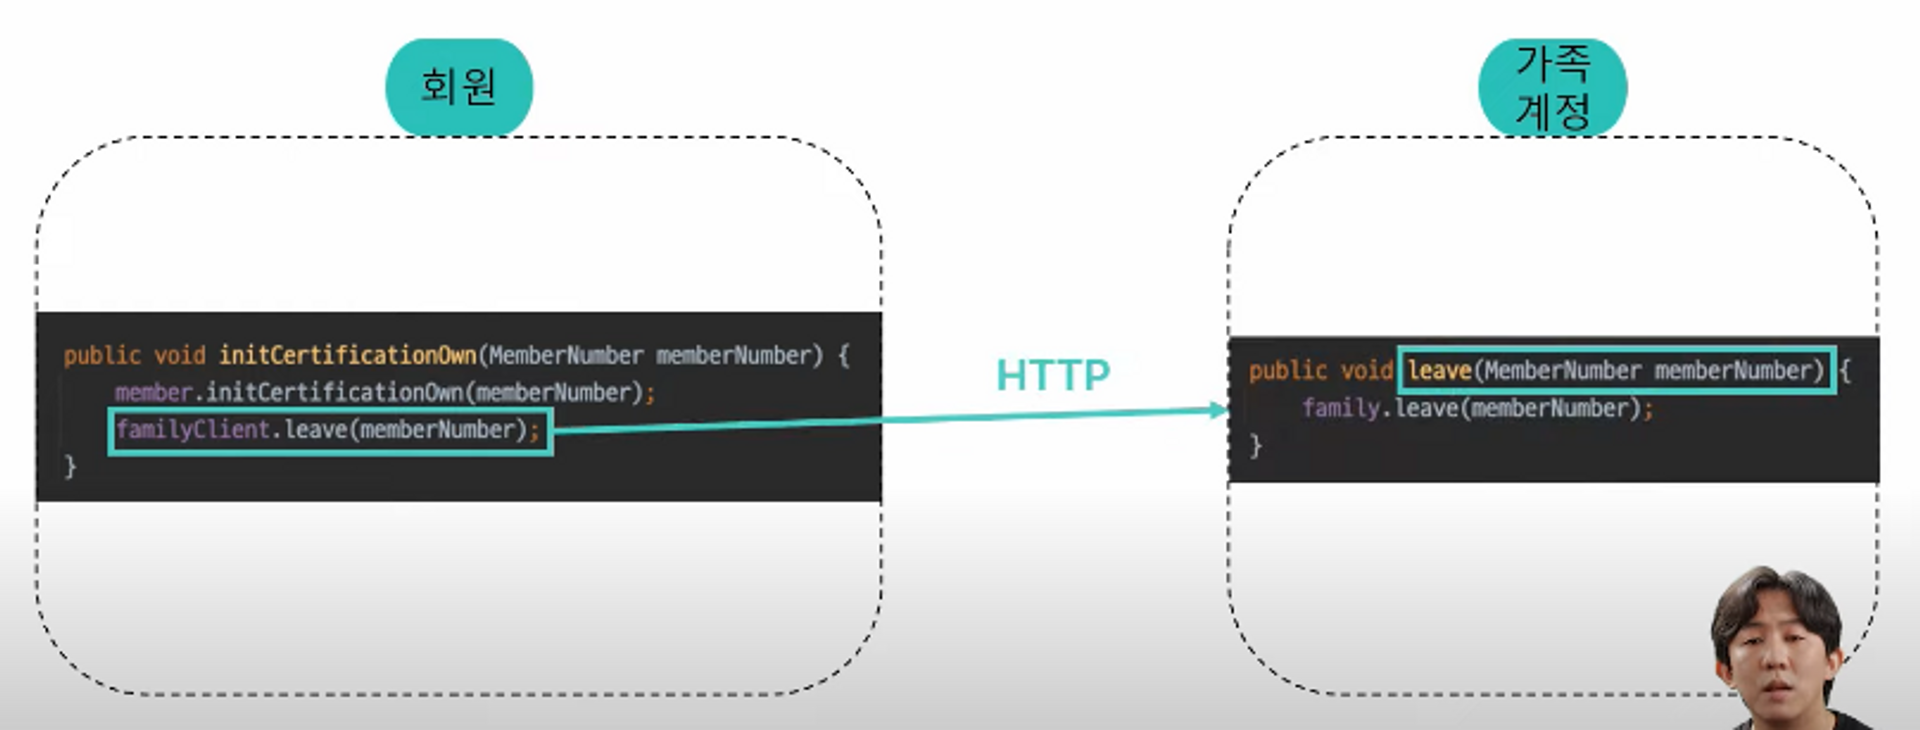 회원
가족
계정
public void initCertificationOwn(MemberNumber memberNumber) {
member.initCertificationOwn(memberNumber);
familyClient.leave(memberNumber);
}
HTTP
public void leave(MemberNumber memberNumber) {
family.leave(memberNumber);
}